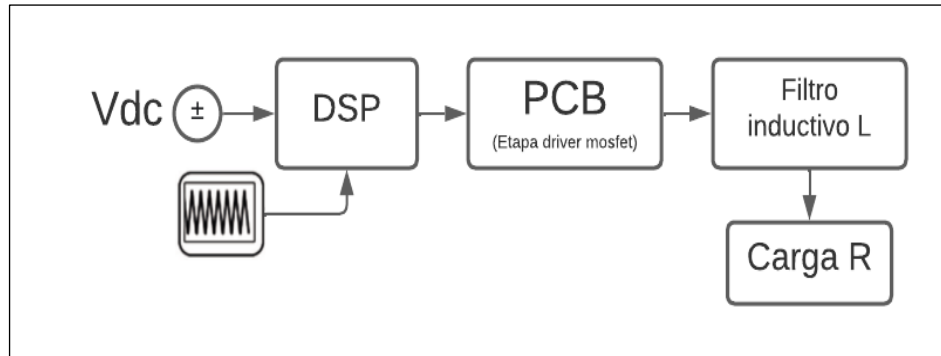 Vdc
±
DSP
PCB
(Etapa driver mosfet)
Filtro
inductivo L
Carga R